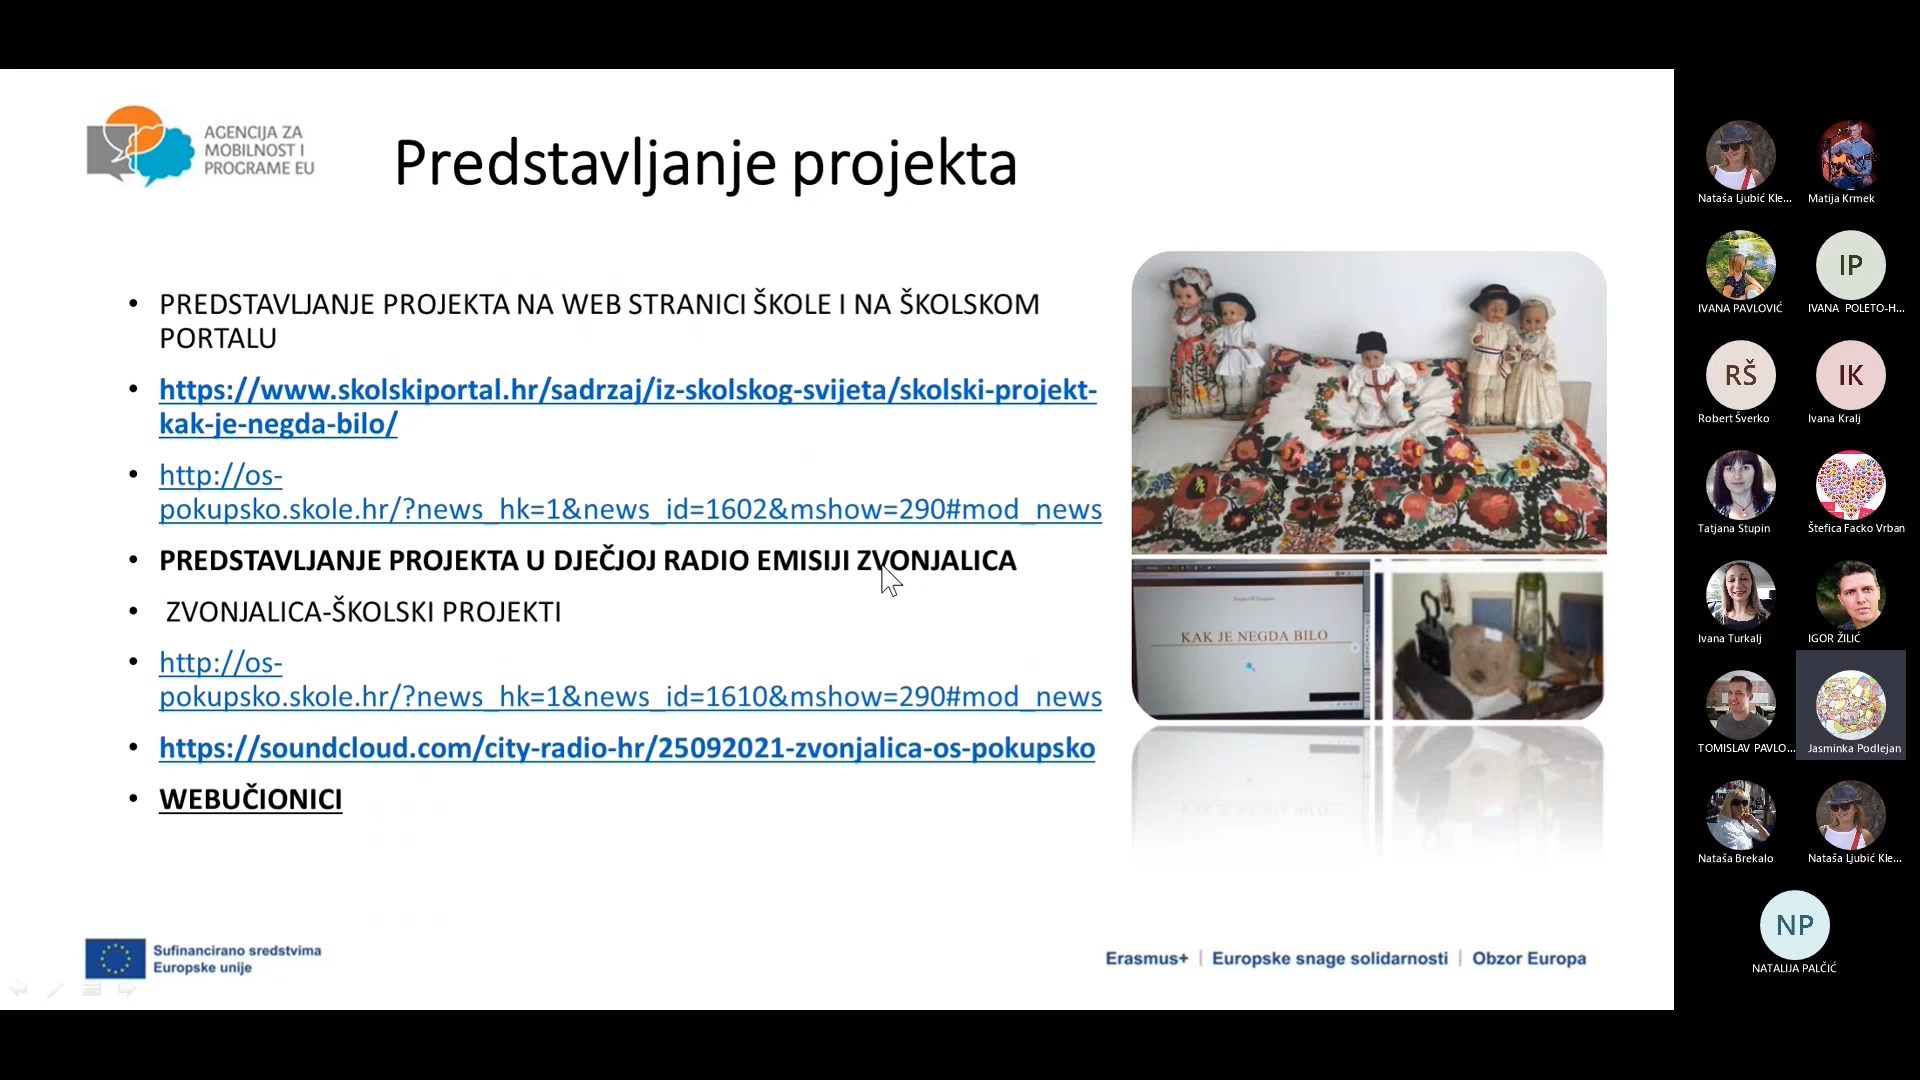 AGENCIJA ZA
MOBILNOST I
PROGRAME EU
Predstavljanje projekta
• PREDSTAVLJANJE PROJEKTA NA WEB STRANICI ŠKOLE I NA ŠKOLSKOM
PORTALU
• https://www.skolskiportal.hr/sadrzaj/iz-skolskog-svijeta/skolski-projekt-
kak-je-negda-bilo/
• http://os-
pokupsko.skole.hr/?news_hk=1&news_id=1602&mshow=290#mod_news
• PREDSTAVLJANJE PROJEKTA U DJEČJOJ RADIO EMISIJI ZVONJALICA
• ZVONJALICA-ŠKOLSKI PROJEKTI
• http://os-
pokupsko.skole.hr/?news_hk=1&news_id=1610&mshow=290#mod_news
• https://soundcloud.com/city-radio-hr/25092021-zvonjalica-os-pokupsko
• WEBUČIONICI
KAK JE NEGDA BILO
Sufinancirano sredstvima
Europske unije
Erasmus+ | Europske snage solidarnosti | Obzor Europa
Nataša Ljubić Kle...
Matija Krmek
IVANA PAVLOVIĆ
IP
IVANA POLETO-H...
RŠ
Robert Šverko
IK
Ivana Kralj
Tatjana Stupin
Štefica Facko Vrban
Ivana Turkalj
IGOR ŽILIĆ
TOMISLAV PAVLO...
Jasminka Podlejan
Nataša Brekalo
Nataša Ljubić Kle...
NP
NATALIJA PALČIĆ